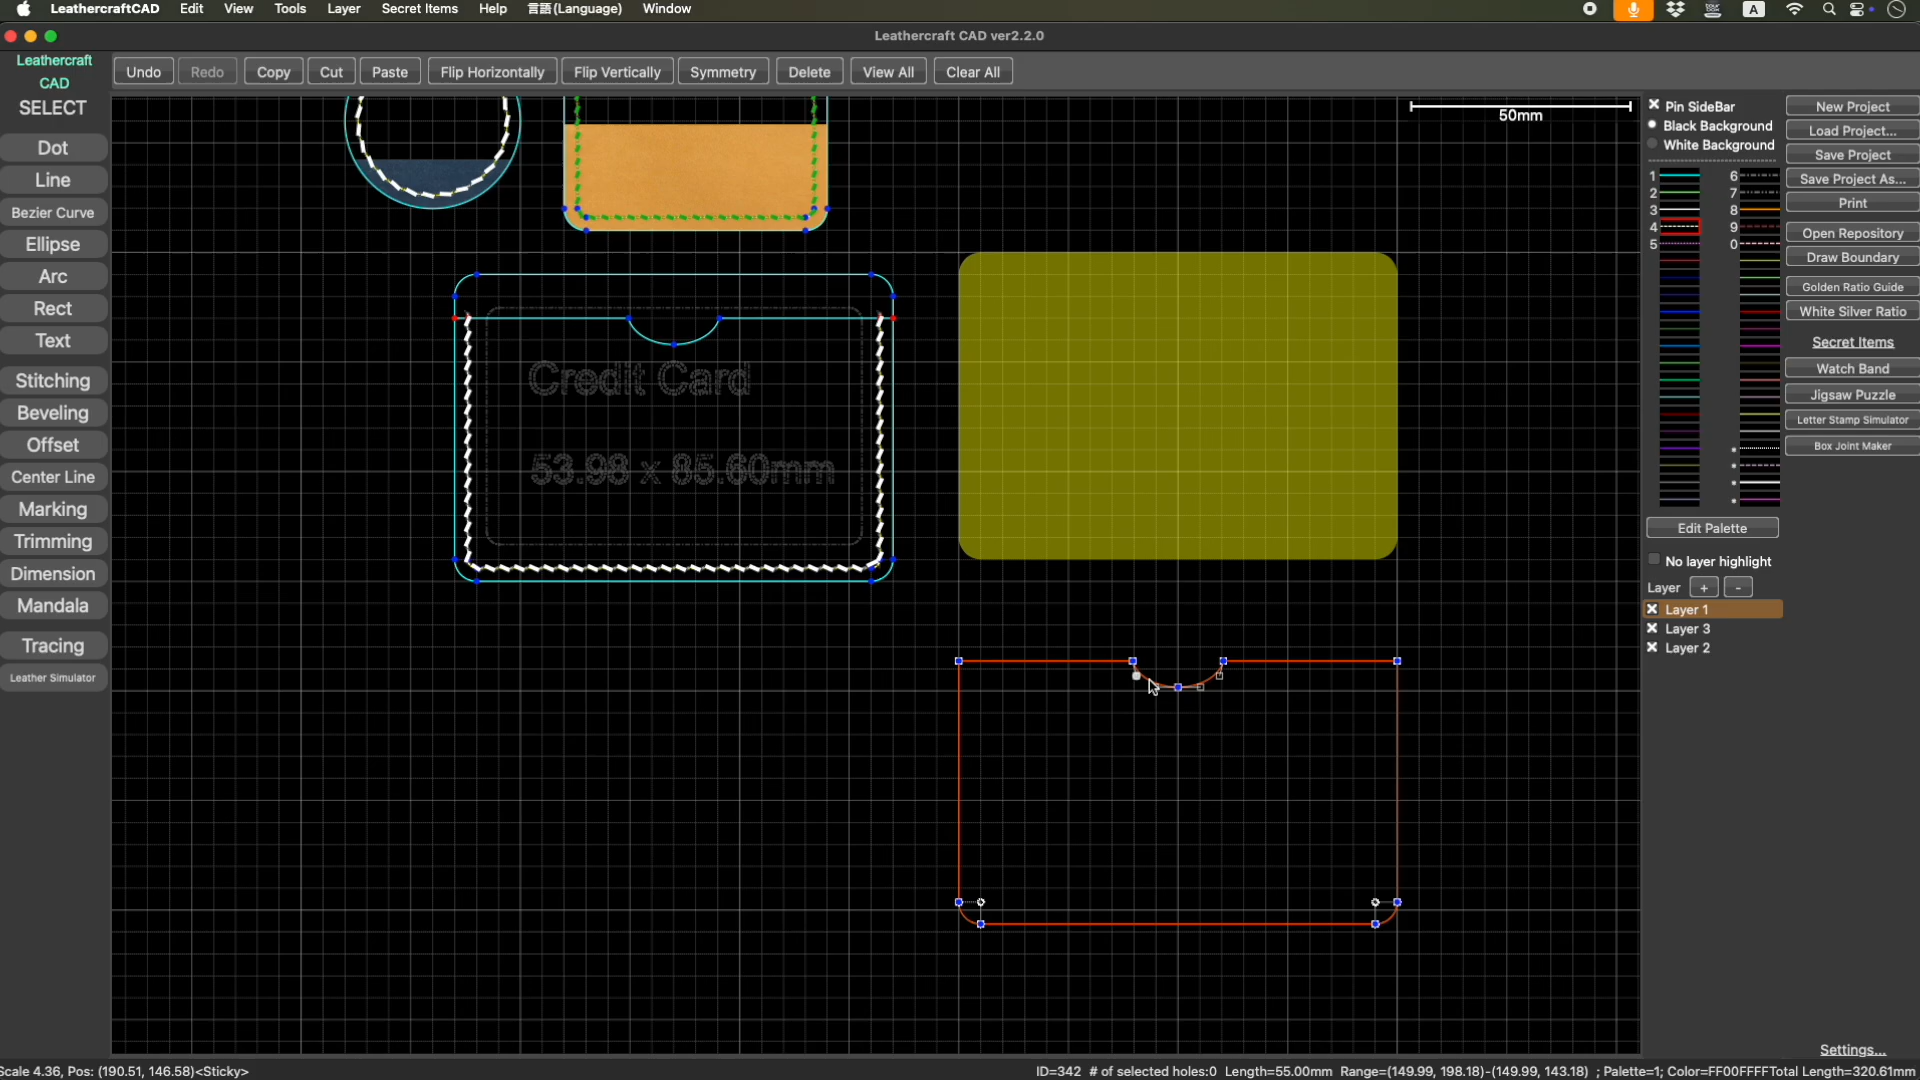 LeathercraftCAD Edit View Tools Layer Secret Items Help 言語(Language) Window
A
Leathercraft CAD ver2.2.0
Leathercraft
CAD
SELECT
Undo Redo Copy Cut Paste Flip Horizontally Flip Vertically Symmetry Delete View All Clear All
Dot
Line
Bezier Curve
Ellipse
Arc
Rect
Text
Stitching
Beveling
Offset
Center Line
Marking
Trimming
Dimension
Mandala
Tracing
Leather Simulator
50mm
Credit Card
53.98 x 85.60mm
Pin SideBar
Black Background
White Background
1 6
2 7
3 8
4 9
5 0
Edit Palette
No layer highlight
Layer + -
Layer 1
Layer 3
Layer 2
New Project
Load Project...
Save Project
Save Project As...
Print
Open Repository
Draw Boundary
Golden Ratio Guide
White Silver Ratio
Secret Items
Watch Band
Jigsaw Puzzle
Letter Stamp Simulator
Box Joint Maker
Settings...
Scale 4.36, Pos: (190.51, 146.58)<Sticky>
ID=342 # of selected holes:0 Length=55.00mm Range=(149.99, 198.18)-(149.99, 143.18) ; Palette=1; Color=FF00FFFFTotal Length=320.61mm